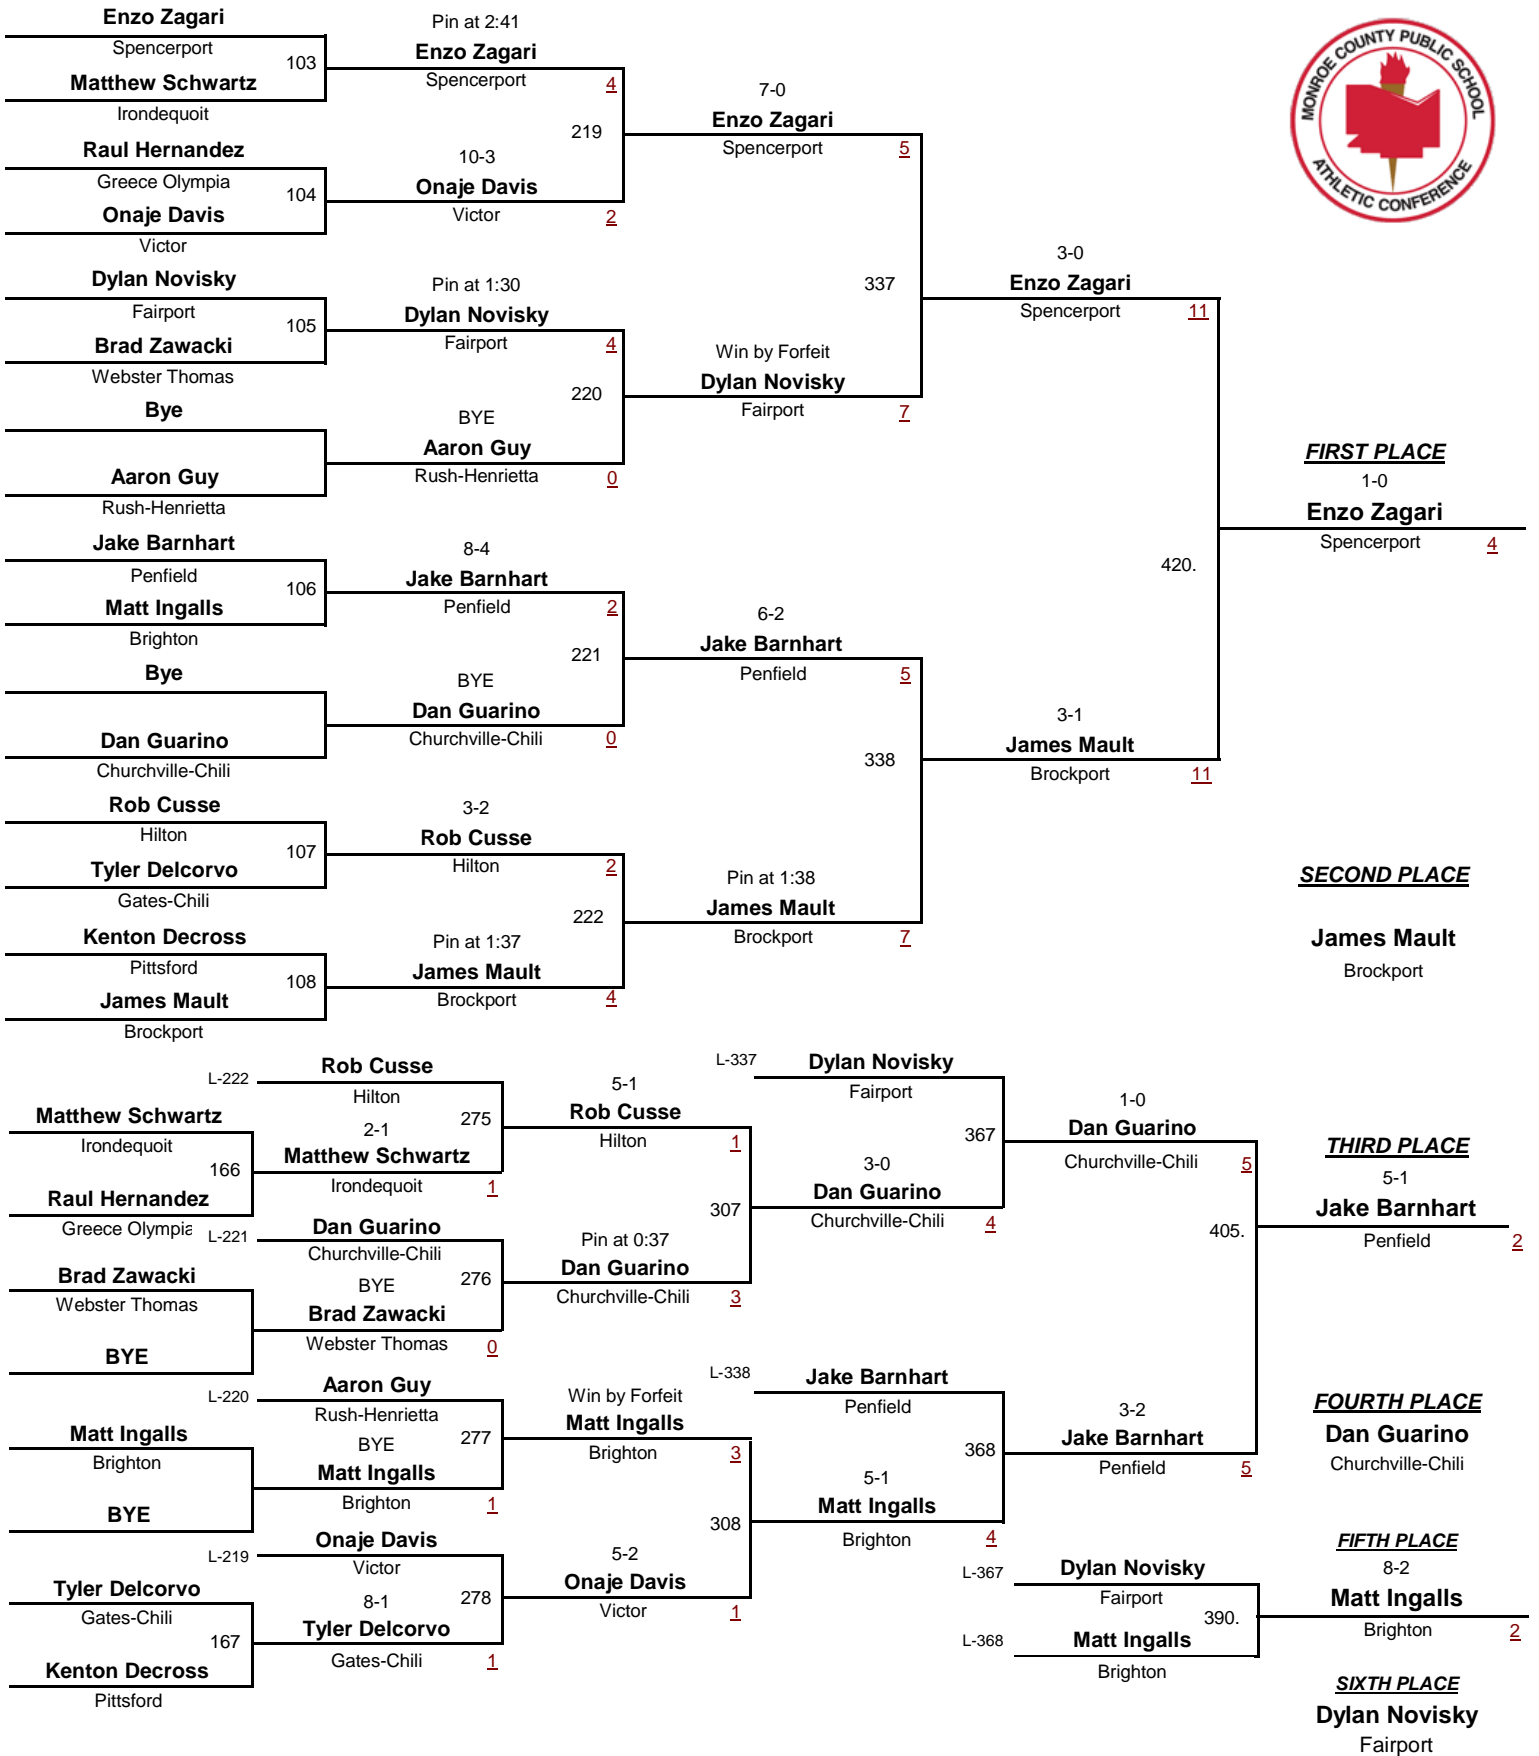 MONROE COUNTY PUBLIC SCHOOL
ATHLETIC CONFERENCE
Enzo Zagari
Spencerport
103
Matthew Schwartz
Irondequoit
Raul Hernandez
Greece Olympia
104
Onaje Davis
Victor
Dylan Novisky
Fairport
105
Brad Zawacki
Webster Thomas
Bye
Aaron Guy
Rush-Henrietta
Jake Barnhart
Penfield
106
Matt Ingalls
Brighton
Bye
Dan Guarino
Churchville-Chili
Rob Cusse
Hilton
107
Tyler Delcorvo
Gates-Chili
Kenton Decross
Pittsford
108
James Mault
Brockport
Pin at 2:41
Enzo Zagari
Spencerport 4
219
10-3
Onaje Davis
Victor 2
Pin at 1:30
Dylan Novisky
Fairport 4
220
BYE
Aaron Guy
Rush-Henrietta 0
8-4
Jake Barnhart
Penfield 2
221
BYE
Dan Guarino
Churchville-Chili 0
3-2
Rob Cusse
Hilton 2
222
Pin at 1:37
James Mault
Brockport 4
7-0
Enzo Zagari
Spencerport 5
337
Win by Forfeit
Dylan Novisky
Fairport 7
6-2
Jake Barnhart
Penfield 5
338
Pin at 1:38
James Mault
Brockport 7
3-0
Enzo Zagari
Spencerport 11
420.
3-1
James Mault
Brockport 11
FIRST PLACE
1-0
Enzo Zagari
Spencerport 4
SECOND PLACE
James Mault
Brockport
L-222
Rob Cusse
Hilton
275
Matthew Schwartz
Irondequoit
166
Raul Hernandez
Greece Olympia
2-1
Matthew Schwartz
Irondequoit 1
L-221
Dan Guarino
Churchville-Chili
276
Brad Zawacki
Webster Thomas
BYE
BYE
Brad Zawacki
Webster Thomas 0
L-220
Aaron Guy
Rush-Henrietta
277
Matt Ingalls
Brighton
BYE
BYE
Matt Ingalls
Brighton 1
L-219
Onaje Davis
Victor
278
Tyler Delcorvo
Gates-Chili
167
Kenton Decross
Pittsford
8-1
Tyler Delcorvo
Gates-Chili 1
5-1
Rob Cusse
Hilton 1
307
Pin at 0:37
Dan Guarino
Churchville-Chili 3
Win by Forfeit
Matt Ingalls
Brighton 3
308
5-2
Onaje Davis
Victor 1
L-337
Dylan Novisky
Fairport
367
3-0
Dan Guarino
Churchville-Chili 4
L-338
Jake Barnhart
Penfield
368
5-1
Matt Ingalls
Brighton 4
1-0
Dan Guarino
Churchville-Chili 5
405.
3-2
Jake Barnhart
Penfield 5
THIRD PLACE
5-1
Jake Barnhart
Penfield 2
FOURTH PLACE
Dan Guarino
Churchville-Chili
L-367
Dylan Novisky
Fairport
390.
L-368
Matt Ingalls
Brighton
FIFTH PLACE
8-2
Matt Ingalls
Brighton 2
SIXTH PLACE
Dylan Novisky
Fairport